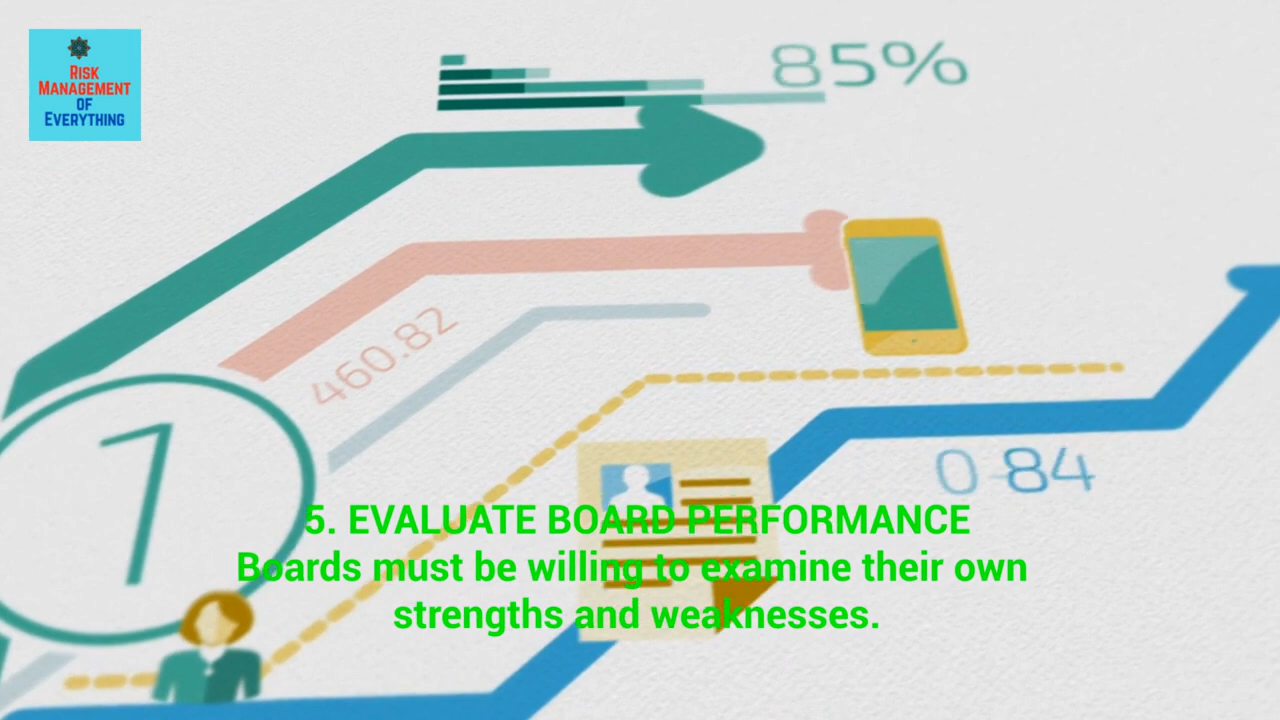 RISK
MANAGEMENT
OF
EVERYTHING
85%
460.82
1
0-84
5. EVALUATE BOARD PERFORMANCE
Boards must be willing to examine their own
strengths and weaknesses.